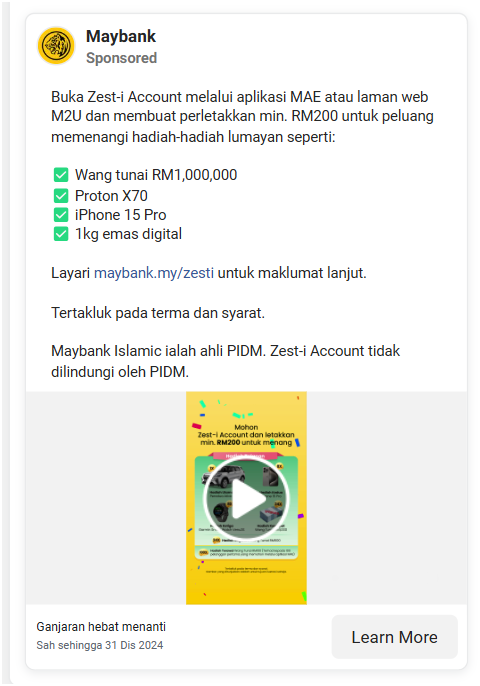 Maybank
Sponsored
Buka Zest-i Account melalui aplikasi MAE atau laman web
M2U dan membuat perletakkan min. RM200 untuk peluang
memenangi hadiah-hadiah lumayan seperti:
Wang tunai RM1,000,000
Proton X70
iPhone 15 Pro
1kg emas digital
Layari maybank.my/zesti untuk maklumat lanjut.
Tertakluk pada terma dan syarat.
Maybank Islamic ialah ahli PIDM. Zest-i Account tidak
dilindungi oleh PIDM.
Mohon
Zest-i Account dan letakkan
min. RM200 untuk menang
Ganjaran hebat menanti
Sah sehingga 31 Dis 2024
Learn More